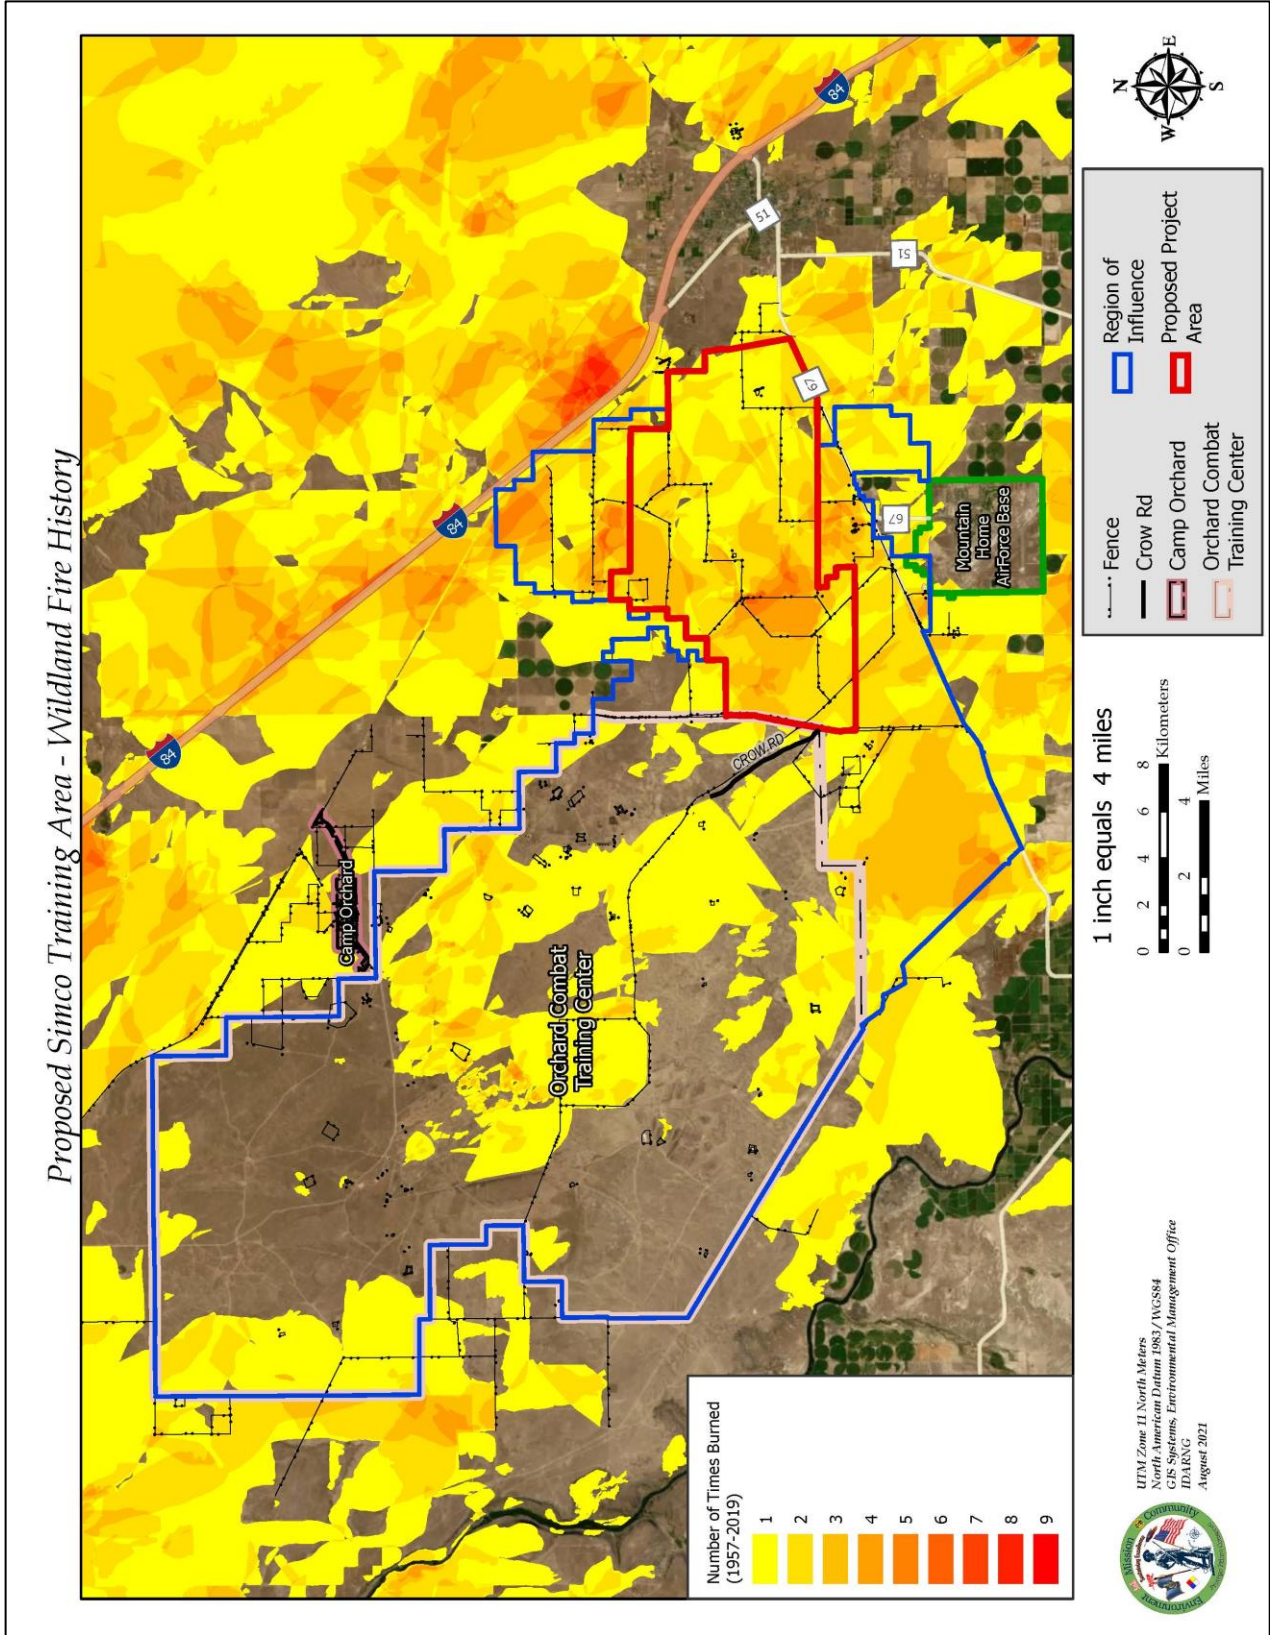 Proposed Simco Training Area - Wildland Fire History
84
84
84
51
51
67
67
Camp Orchard
Orchard Combat
Training Center
CROW RD
Mountain
Home
AirForce Base
Number of Times Burned
(1957-2019)
1
2
3
4
5
6
7
8
9
UTM Zone 11 North Meters
North American Datum 1983 / WGS84
GIS Systems, Environmental Management Office
IDARNG
August 2021
Mission
Community
Environment
1 inch equals 4 miles
0 2 4 6 8
Kilometers
0 2 4
Miles
Fence
Crow Rd
Camp Orchard
Orchard Combat
Training Center
Region of
Influence
Proposed Project
Area
N
E
S
W